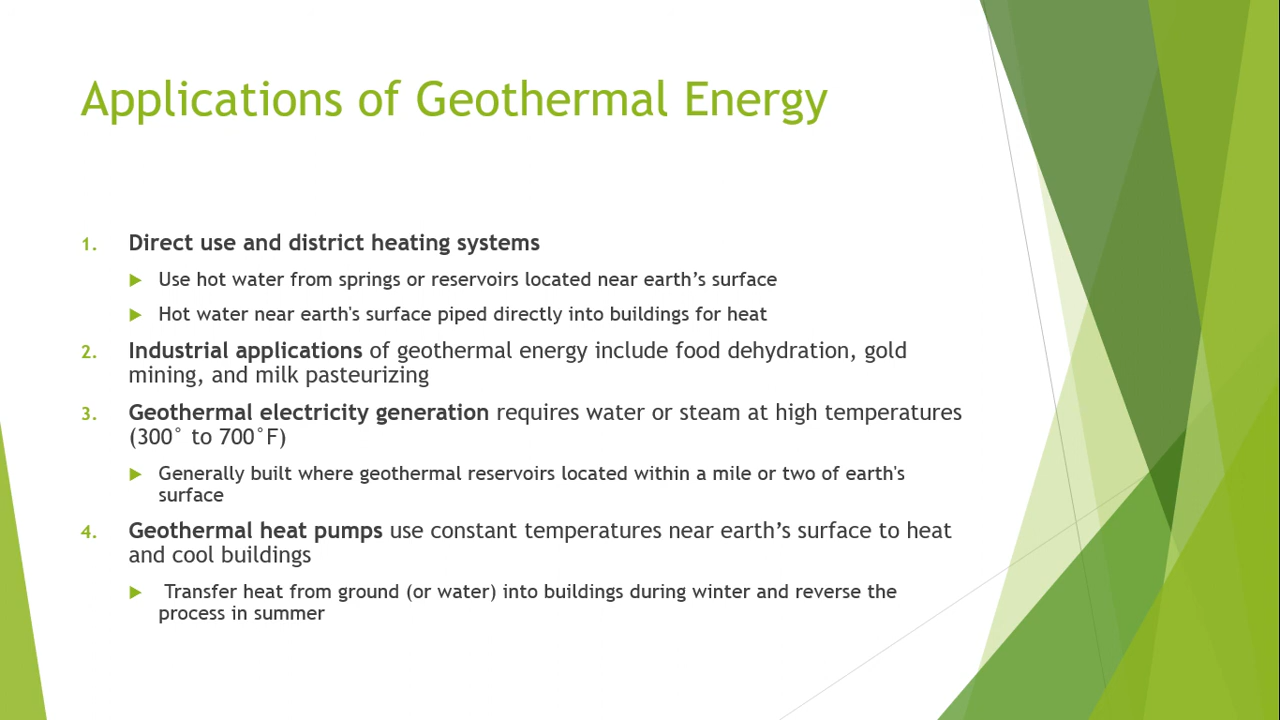 Applications of Geothermal Energy
1. Direct use and district heating systems
Use hot water from springs or reservoirs located near earth’s surface
Hot water near earth's surface piped directly into buildings for heat
2. Industrial applications of geothermal energy include food dehydration, gold
mining, and milk pasteurizing
3. Geothermal electricity generation requires water or steam at high temperatures
(300° to 700°F)
Generally built where geothermal reservoirs located within a mile or two of earth's
surface
4. Geothermal heat pumps use constant temperatures near earth’s surface to heat
and cool buildings
Transfer heat from ground (or water) into buildings during winter and reverse the
process in summer